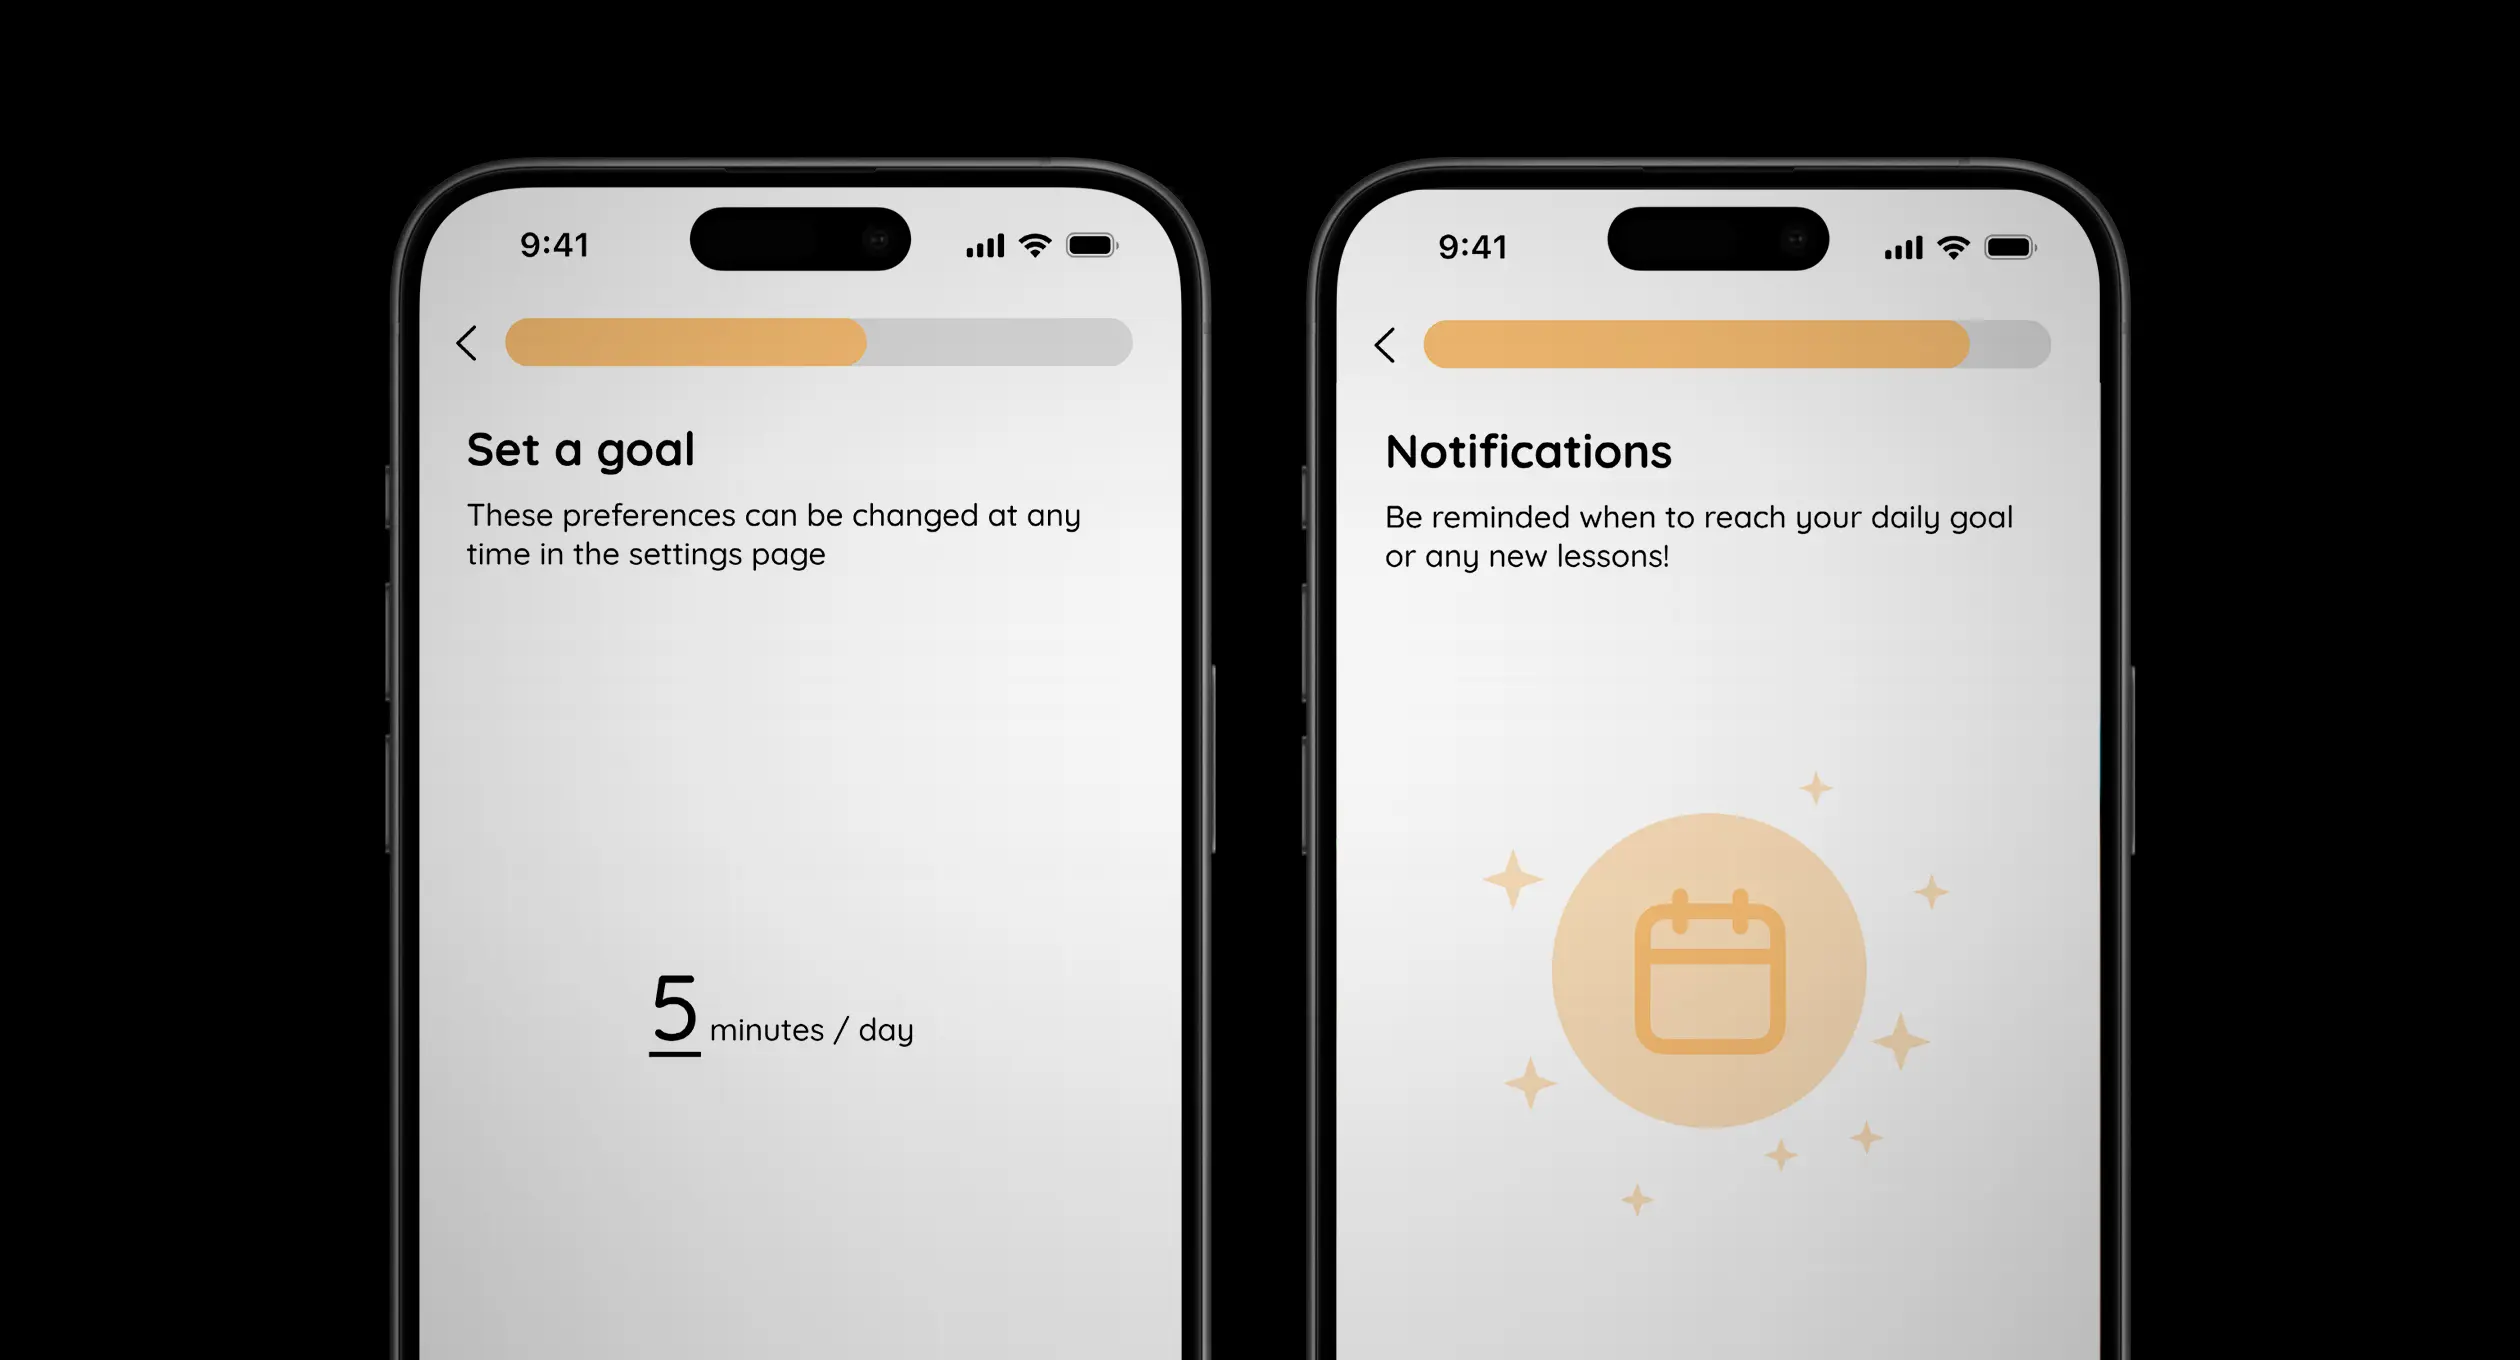 9:41
Set a goal
These preferences can be changed at any
time in the settings page
5 minutes / day
9:41
Notifications
Be reminded when to reach your daily goal
or any new lessons!